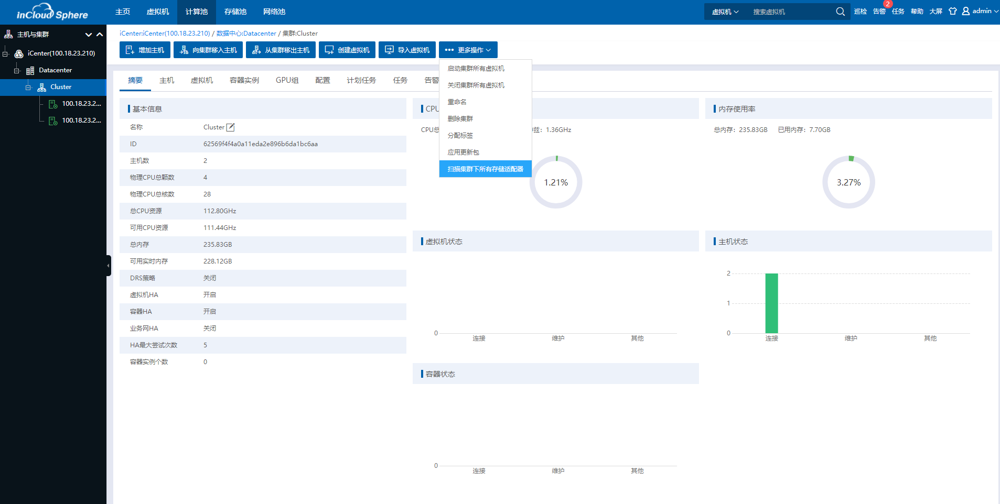 inCloud Sphere 主页 虚拟机 计算池 存储池 网络池 虚拟机 搜索虚拟机 巡检 告警 2 任务 帮助 大屏 admin
主机与集群
iCenter(100.18.23.210)
Datacenter
Cluster
100.18.23.2...
100.18.23.2...
iCenter:iCenter(100.18.23.210) / 数据中心:Datacenter / 集群:Cluster
增加主机 向集群移入主机 从集群移出主机 创建虚拟机 导入虚拟机 更多操作
启动集群所有虚拟机
关闭集群所有虚拟机
重命名
删除集群
分配标签
应用更新包
扫描集群下所有存储适配器
摘要 主机 虚拟机 容器实例 GPU组 配置 计划任务 任务 告警
基本信息
名称 Cluster
ID 62569f4f4a0a11eda2e896b6da1bc6aa
主机数 2
物理CPU总颗数 4
物理CPU总核数 28
总CPU资源 112.80GHz
可用CPU资源 111.44GHz
总内存 235.83GB
可用实时内存 228.12GB
DRS策略 关闭
虚拟机HA 开启
容器HA 开启
业务网HA 关闭
HA最大尝试次数 5
容器实例个数 0
CPU
CPU总 兹: 1.36GHz
1.21%
内存使用率
总内存: 235.83GB 已用内存: 7.70GB
3.27%
虚拟机状态
0
连接 维护 其他
主机状态
2
1
0
连接 维护 其他
容器状态
0
连接 维护 其他